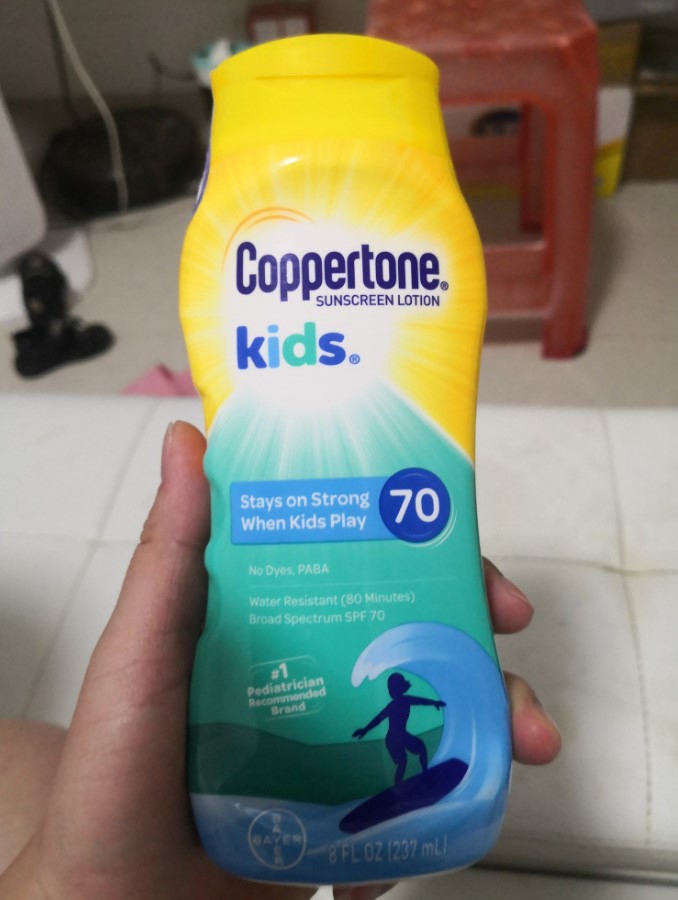 Coppertone®
SUNSCREEN LOTION
kids®
Stays on Strong
When Kids Play
70
No Dyes, PABA
Water Resistant (80 Minutes)
Broad Spectrum SPF 70
#1
Pediatrician
Recommended
Brand
BAYER
BAYER
8 FL OZ (237 mL)